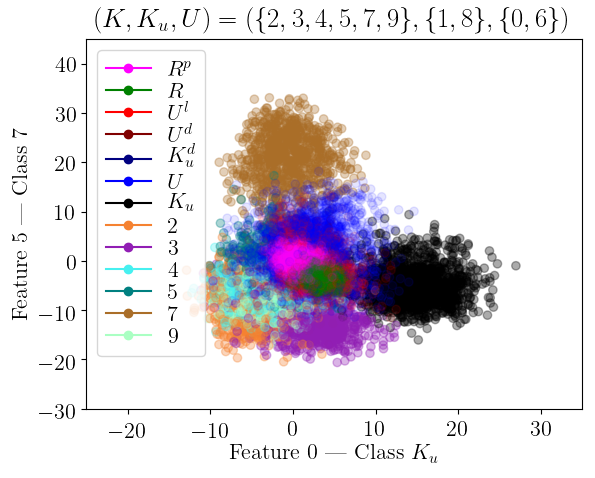 (K, K_u, U) = ({2, 3, 4, 5, 7, 9}, {1, 8}, {0, 6})
40
30
20
10
0
−10
−20
−30
Feature 5 — Class 7
R^p
R
U^l
U^d
K_u^d
U
K_u
2
3
4
5
7
9
−20 −10 0 10 20 30
Feature 0 — Class K_u